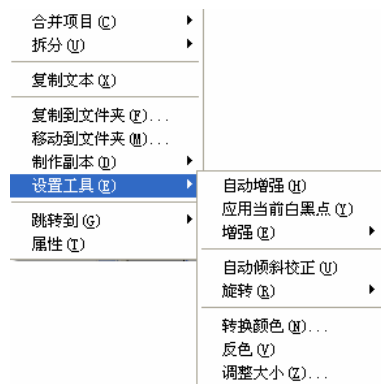 合并项目(C)
拆分(U)
复制文本(X)
复制到文件夹(F)...
移动到文件夹(M)...
制作副本(D)
设置工具(E)
跳转到(G)
属性(I)
自动增强(H)
应用当前白黑点(Y)
增强(E)
自动倾斜校正(U)
旋转(R)
转换颜色(N)...
反色(V)
调整大小(Z)...